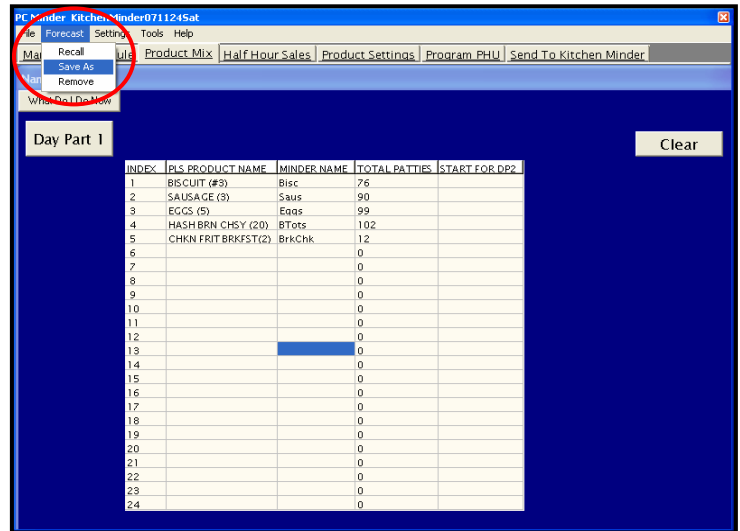 PC Minder KitchenMinder071124Sat
File Forecast Settings Tools Help
Product Mix Half Hour Sales Product Settings Program PHU Send To Kitchen Minder
Recall
Save As
Remove
What Do I Do Now
Day Part 1
Clear
INDEX PLS PRODUCT NAME MINDER NAME TOTAL PATTIES START FOR DP2
1 BISCUIT (#3) Bisc 76
2 SAUSAGE (3) Saus 90
3 EGGS (5) Eggs 99
4 HASH BRN CHSY (20) BTots 102
5 CHKN FRIT BRKFST(2) BrkChk 12
6 0
7 0
8 0
9 0
10 0
11 0
12 0
13 0
14 0
15 0
16 0
17 0
18 0
19 0
20 0
21 0
22 0
23 0
24 0